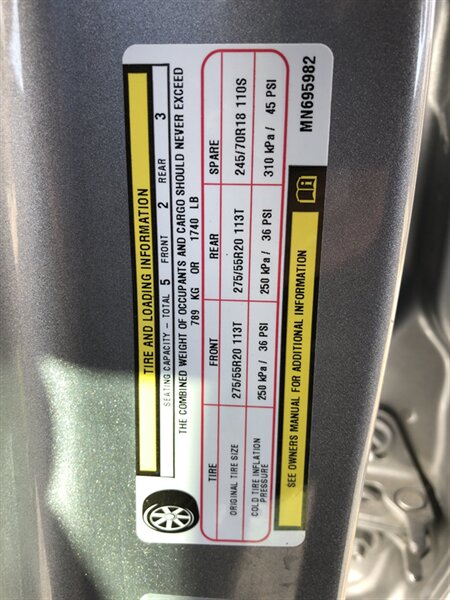 TIRE AND LOADING INFORMATION
SEATING CAPACITY - TOTAL 5 FRONT 2 REAR 3
THE COMBINED WEIGHT OF OCCUPANTS AND CARGO SHOULD NEVER EXCEED
789 KG OR 1740 LB
TIRE FRONT REAR SPARE
ORIGINAL TIRE SIZE 275/55R20 113T 275/55R20 113T 245/70R18 110S
COLD TIRE INFLATION PRESSURE 250 kPa / 36 PSI 250 kPa / 36 PSI 310 kPa / 45 PSI
SEE OWNERS MANUAL FOR ADDITIONAL INFORMATION
MN695982